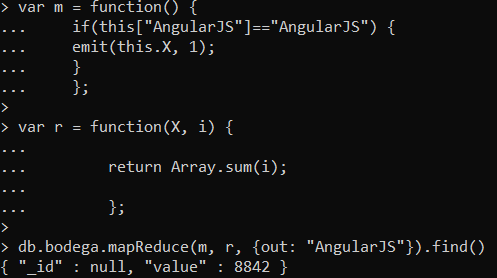 > var m = function() {
...     if(this["AngularJS"]=="AngularJS") {
...     emit(this.X, 1);
...     }
...     };
>
> var r = function(X, i) {
...
...         return Array.sum(i);
...
...         };
>
> db.bodega.mapReduce(m, r, {out: "AngularJS"}).find()
{ "_id" : null, "value" : 8842 }